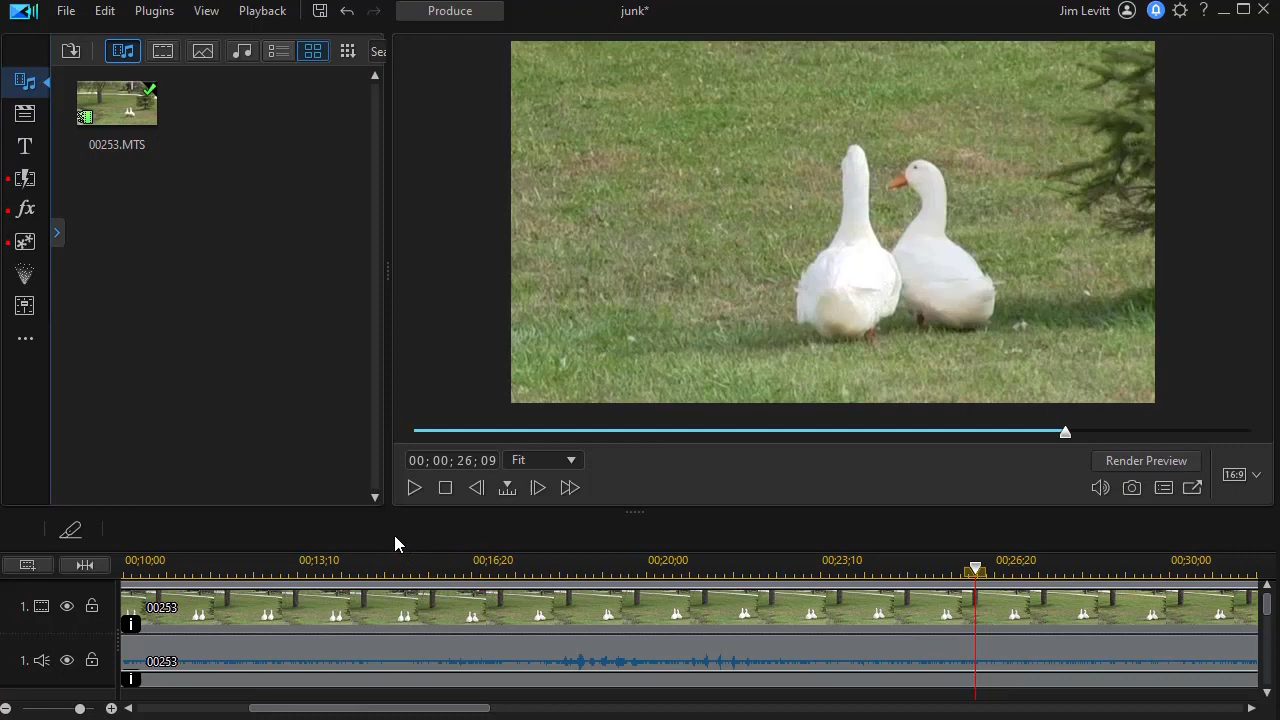 File Edit Plugins View Playback Produce junk* Jim Levitt
Sea
00253.MTS
T
fx
00; 00; 26; 09 Fit Render Preview 16:9
00;10;00 00;13;10 00;16;20 00;20;00 00;23;10 00;26;20 00;30;00
1. 00253
i
1. 00253
i